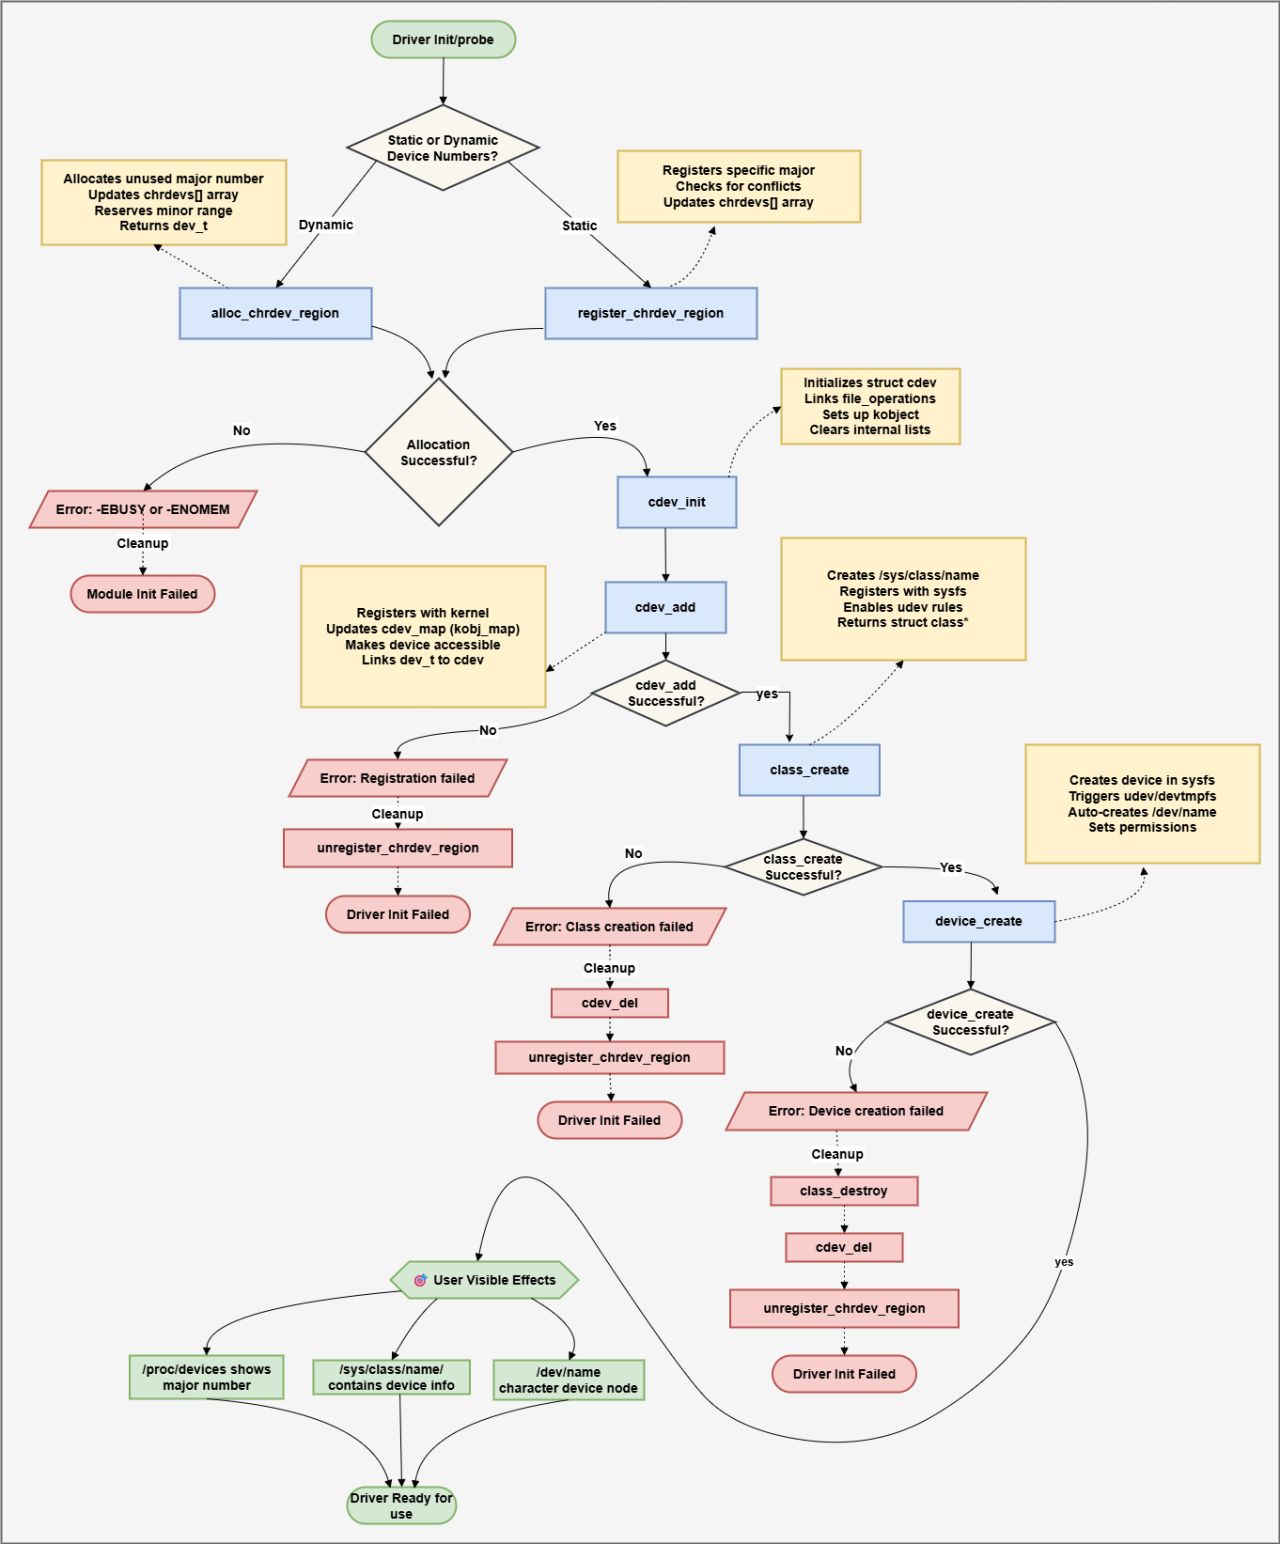 Driver Init/probe
Static or Dynamic
Device Numbers?
Allocates unused major number
Updates chrdevs[] array
Reserves minor range
Returns dev_t
Registers specific major
Checks for conflicts
Updates chrdevs[] array
Dynamic
Static
alloc_chrdev_region
register_chrdev_region
Initializes struct cdev
Links file_operations
Sets up kobject
Clears internal lists
No
Allocation
Successful?
Yes
Error: -EBUSY or -ENOMEM
cdev_init
Cleanup
Module Init Failed
Creates /sys/class/name
Registers with sysfs
Enables udev rules
Returns struct class*
Registers with kernel
Updates cdev_map (kobj_map)
Makes device accessible
Links dev_t to cdev
cdev_add
cdev_add
Successful?
yes
No
Error: Registration failed
class_create
Creates device in sysfs
Triggers udev/devtmpfs
Auto-creates /dev/name
Sets permissions
Cleanup
unregister_chrdev_region
Driver Init Failed
No
class_create
Successful?
Yes
Error: Class creation failed
device_create
Cleanup
cdev_del
unregister_chrdev_region
Driver Init Failed
device_create
Successful?
No
Error: Device creation failed
Cleanup
class_destroy
cdev_del
unregister_chrdev_region
Driver Init Failed
yes
User Visible Effects
/proc/devices shows
major number
/sys/class/name/
contains device info
/dev/name
character device node
Driver Ready for
use